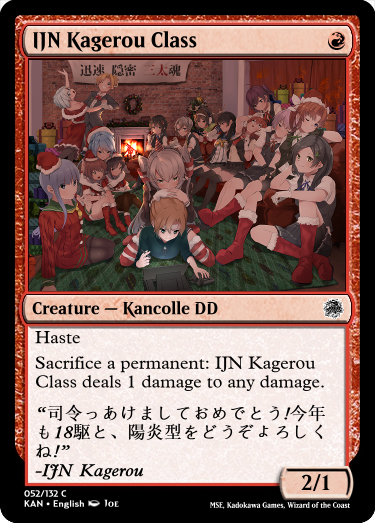 IJN Kagerou Class
迅速 隠密 三太魂
Creature — Kancolle DD
Haste
Sacrifice a permanent: IJN Kagerou
Class deals 1 damage to any damage.
“司令っあけましておめでとう!今年
も18駆と、陽炎型をどうぞよろしく
ね!”
-IJN Kagerou
2/1
052/132 C
KAN • English JOE
MSE, Kadokawa Games, Wizard of the Coast